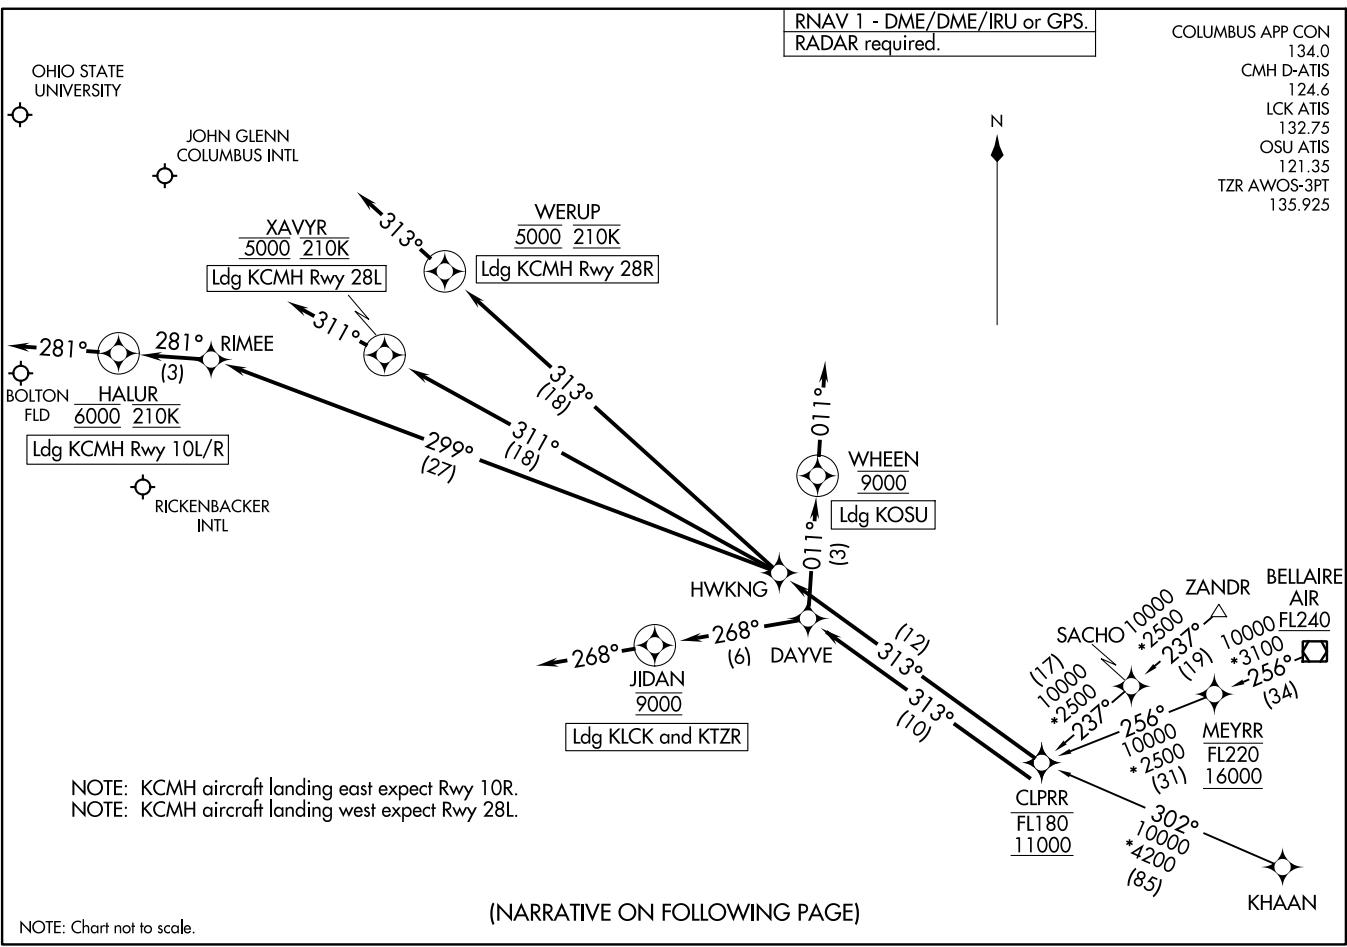 RNAV 1 - DME/DME/IRU or GPS.
RADAR required.
COLUMBUS APP CON
134.0
CMH D-ATIS
124.6
LCK ATIS
132.75
OSU ATIS
121.35
TZR AWOS-3PT
135.925
OHIO STATE
UNIVERSITY
JOHN GLENN
COLUMBUS INTL
N
313°
WERUP
5000 210K
Ldg KCMH Rwy 28R
XAVYR
5000 210K
Ldg KCMH Rwy 28L
311°
281°
281°
(3)
RIMEE
BOLTON
FLD
HALUR
6000 210K
Ldg KCMH Rwy 10L/R
RICKENBACKER
INTL
313°
(18)
311°
(18)
299°
(27)
011°
WHEEN
9000
Ldg KOSU
011°
(3)
HWKNG
DAYVE
268°
268°
(6)
JIDAN
9000
Ldg KLCK and KTZR
(12)
313°
313°
(10)
ZANDR
BELLAIRE
AIR
FL240
SACHO
10000
*2500
237°
(19)
10000
*3100
256°
(34)
(17)
10000
*2500
237°
256°
10000
*2500
(31)
MEYRR
FL220
16000
CLPRR
FL180
11000
302°
10000
*4200
(85)
KHAAN
NOTE: KCMH aircraft landing east expect Rwy 10R.
NOTE: KCMH aircraft landing west expect Rwy 28L.
(NARRATIVE ON FOLLOWING PAGE)
NOTE: Chart not to scale.